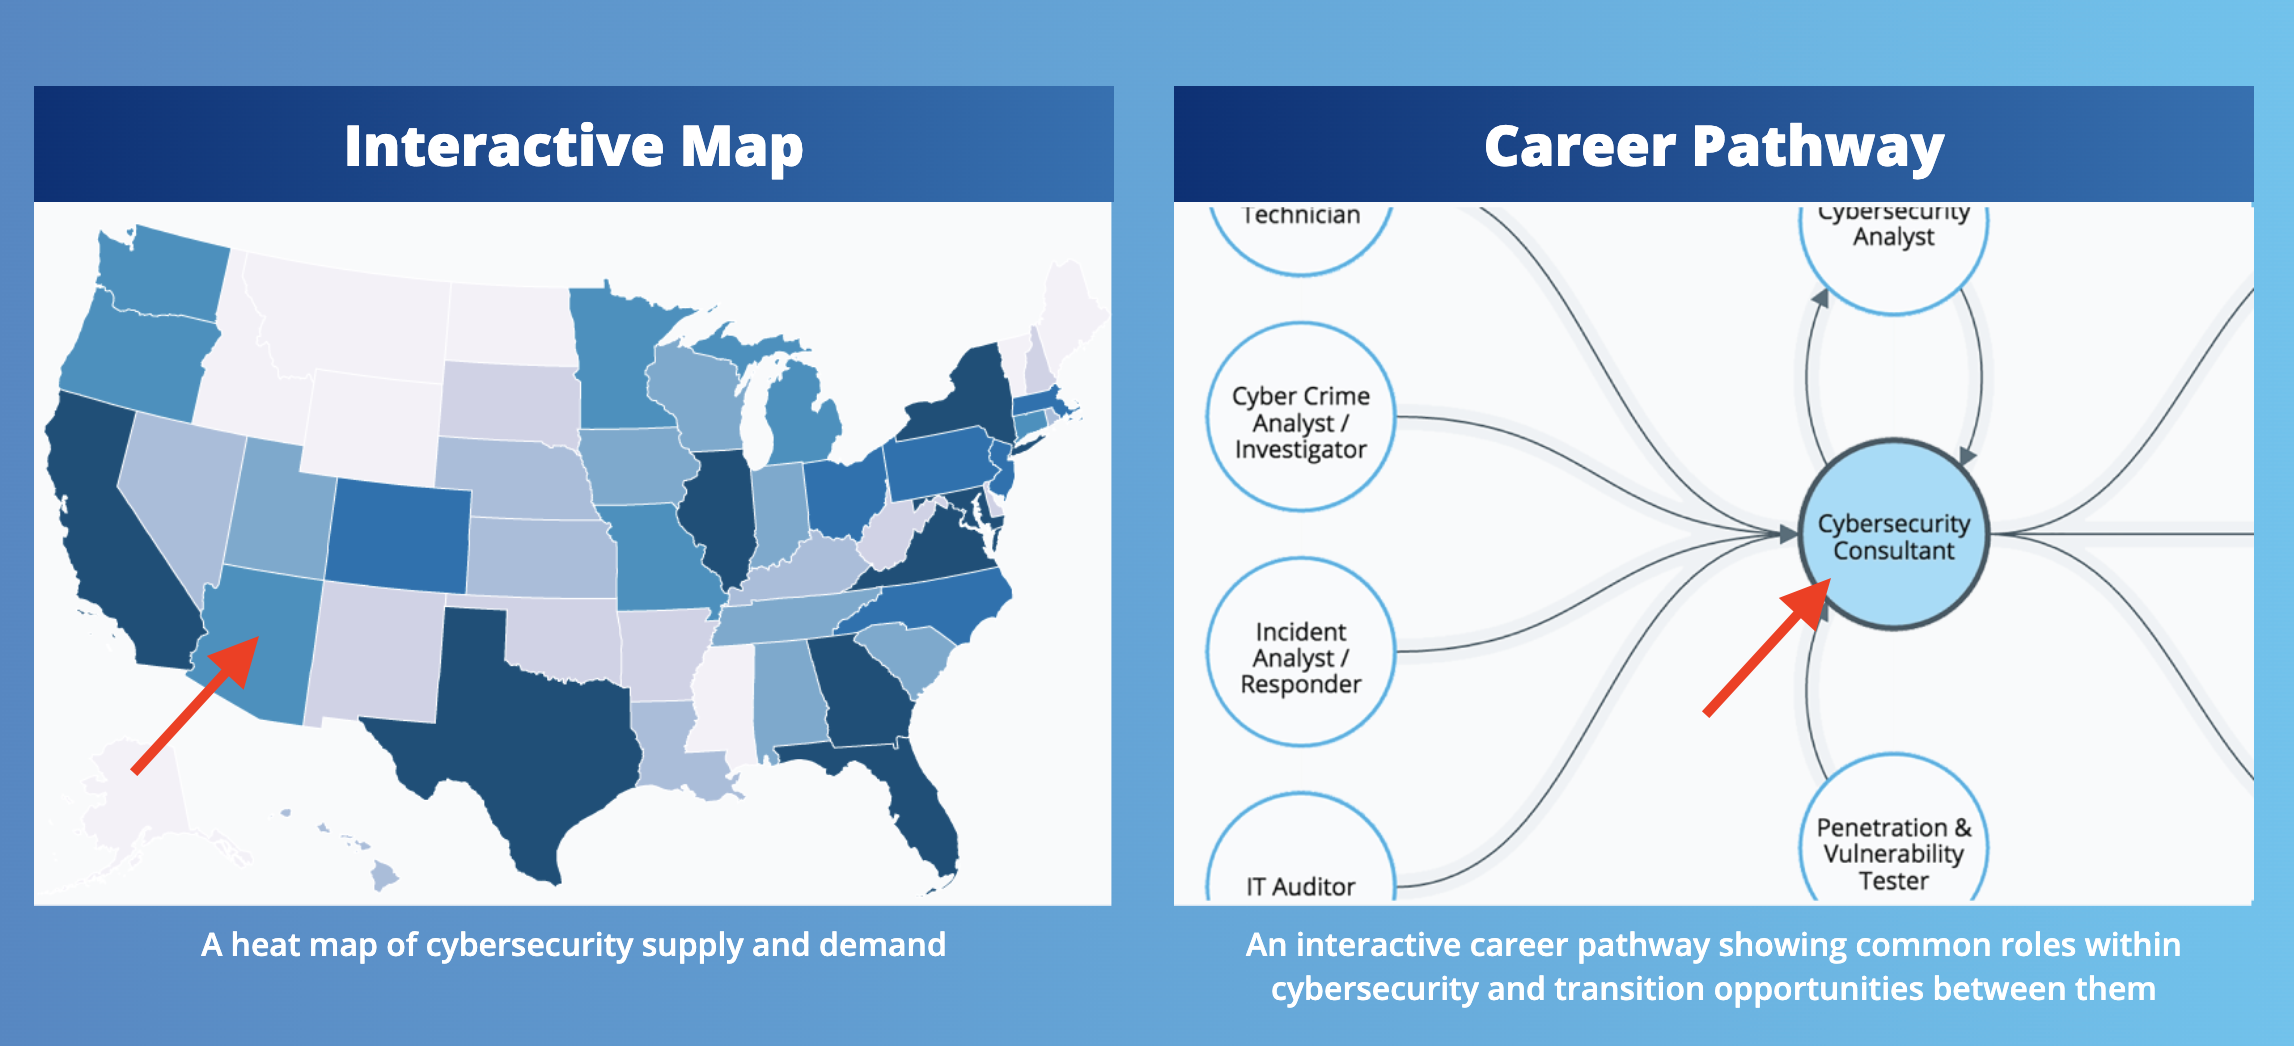 Interactive Map
A heat map of cybersecurity supply and demand
Career Pathway
Technician
Cyber Crime
Analyst /
Investigator
Incident
Analyst /
Responder
IT Auditor
Cybersecurity
Analyst
Cybersecurity
Consultant
Penetration &
Vulnerability
Tester
An interactive career pathway showing common roles within
cybersecurity and transition opportunities between them